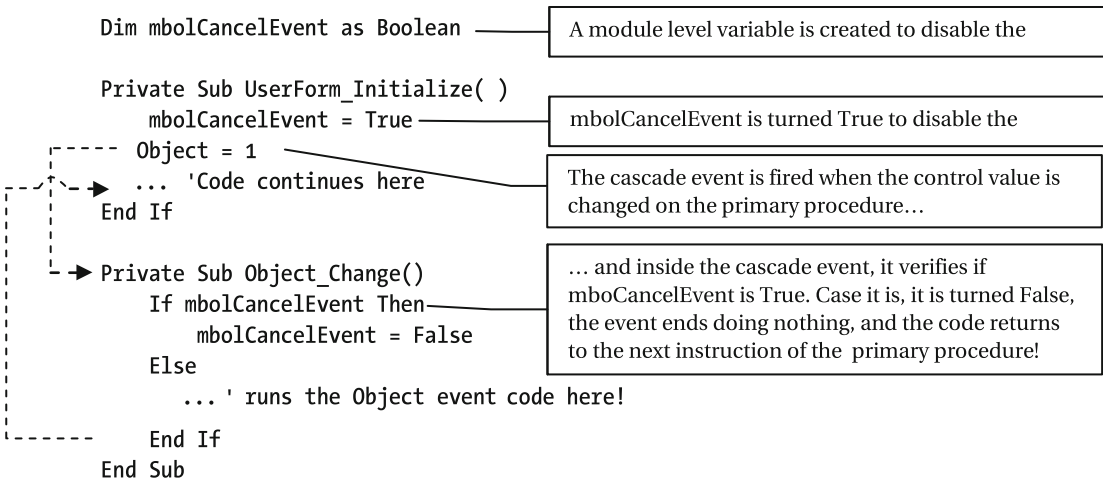 Dim mbolCancelEvent as Boolean
A module level variable is created to disable the
Private Sub UserForm_Initialize( )
mbolCancelEvent = True
mbolCancelEvent is turned True to disable the
Object = 1
... 'Code continues here
The cascade event is fired when the control value is
changed on the primary procedure…
End If
Private Sub Object_Change()
If mbolCancelEvent Then
mbolCancelEvent = False
Else
... ' runs the Object event code here!
End If
End Sub
… and inside the cascade event, it verifies if
mboCancelEvent is True. Case it is, it is turned False,
the event ends doing nothing, and the code returns
to the next instruction of the primary procedure!